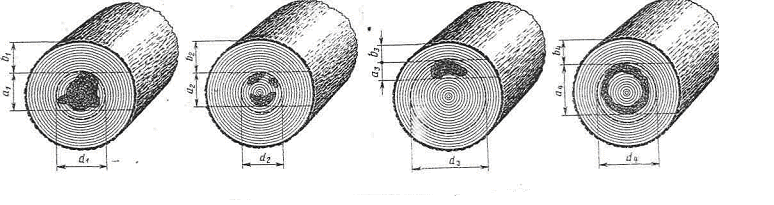 b₁ a₁ d₁
b₂ a₂ d₂
b₃ a₃ d₃
b₄ a₄ d₄